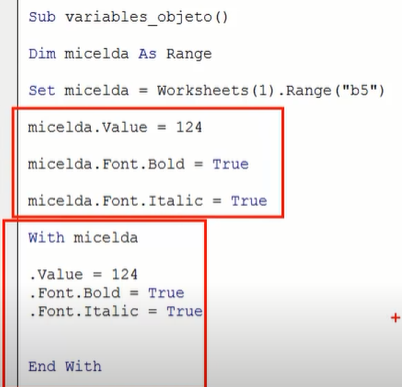 Sub variables_objeto()
Dim micelda As Range
Set micelda = Worksheets(1).Range("b5")
micelda.Value = 124
micelda.Font.Bold = True
micelda.Font.Italic = True
With micelda
.Value = 124
.Font.Bold = True
.Font.Italic = True
End With